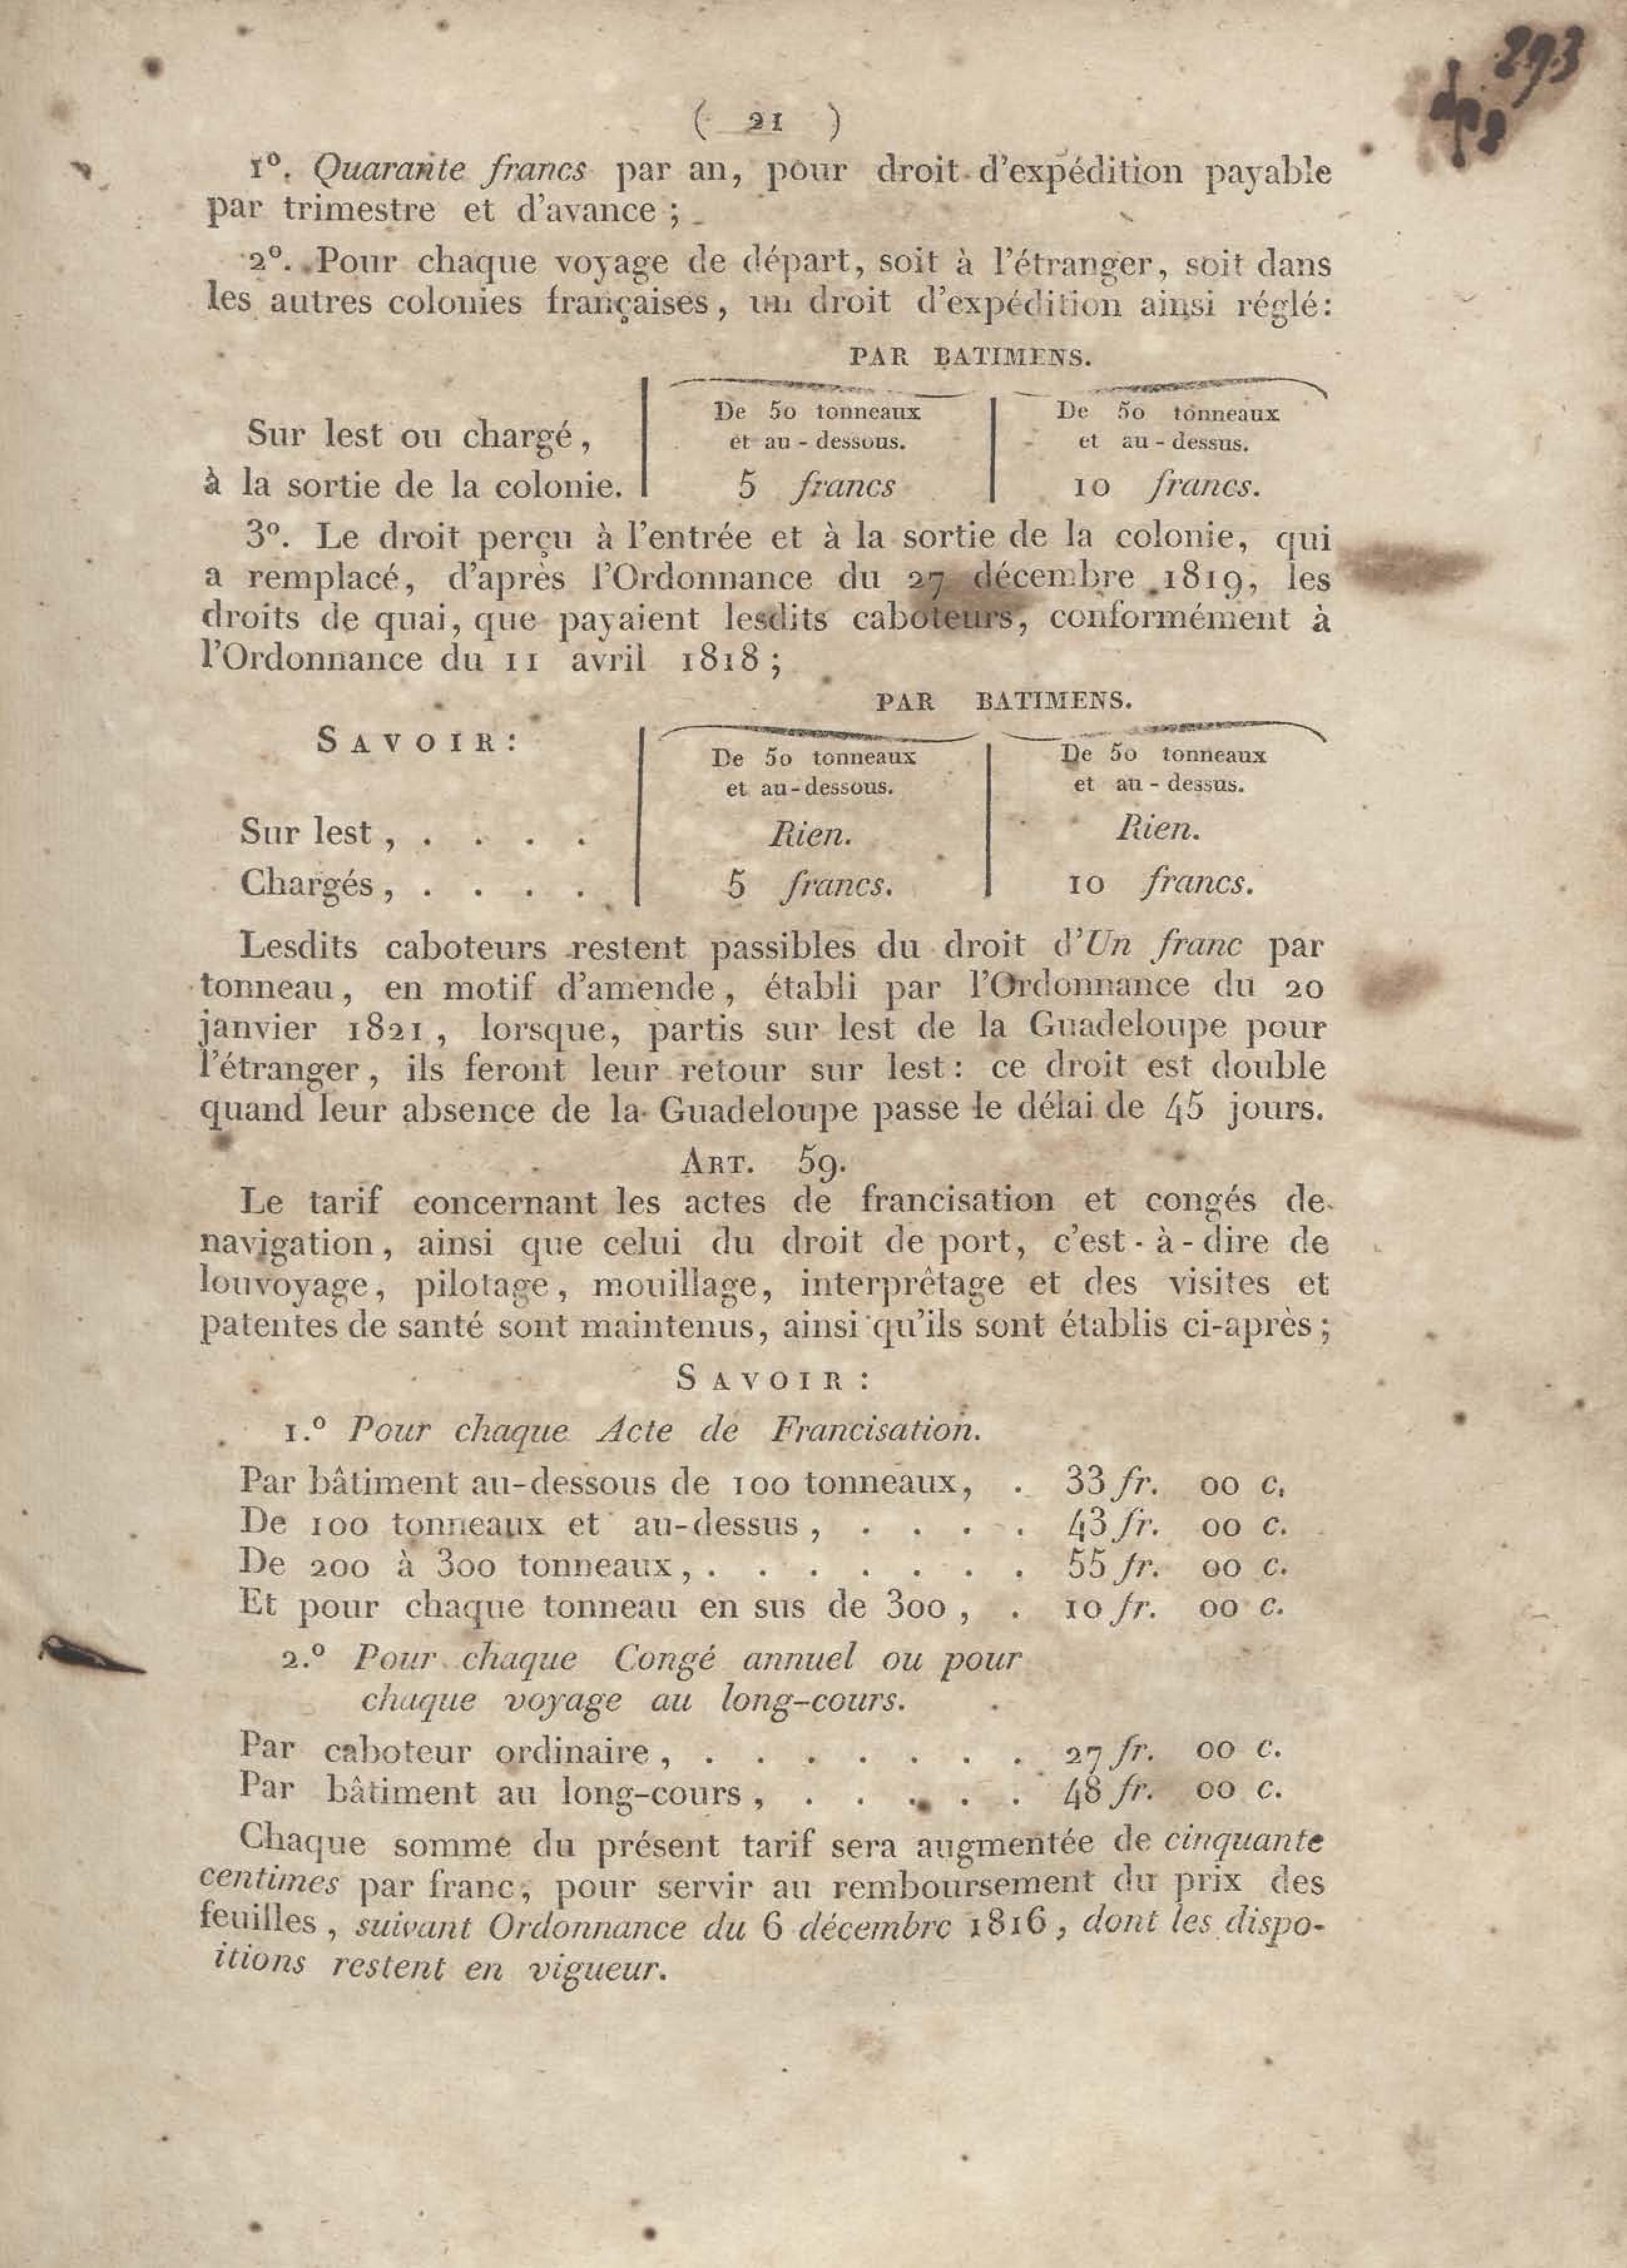 293
( 21 )
1º. Quarante francs par an, pour droit d'expédition payable
par trimestre et d'avance ;
2º. Pour chaque voyage de départ, soit à l'étranger, soit dans
les autres colonies françaises, un droit d'expédition ainsi réglé:
PAR BATIMENS.
De 50 tonneaux De 50 tonneaux
Sur lest ou chargé, et au-dessous. et au-dessus.
à la sortie de la colonie. 5 francs 10 francs.
3º. Le droit perçu à l'entrée et à la sortie de la colonie, qui
a remplacé, d'après l'Ordonnance du 27 décembre 1819, les
droits de quai, que payaient lesdits caboteurs, conformément à
l'Ordonnance du 11 avril 1818 ;
PAR BATIMENS.
SAVOIR:
De 50 tonneaux De 50 tonneaux
et au-dessous. et au-dessus.
Sur lest, . . . . Rien. Rien.
Chargés, . . . . 5 francs. 10 francs.
Lesdits caboteurs restent passibles du droit d'Un franc par
tonneau, en motif d'amende, établi par l'Ordonnance du 20
janvier 1821, lorsque, partis sur lest de la Guadeloupe pour
l'étranger, ils feront leur retour sur lest : ce droit est double
quand leur absence de la Guadeloupe passe le délai de 45 jours.
ART. 59.
Le tarif concernant les actes de francisation et congés de
navigation, ainsi que celui du droit de port, c'est-à-dire de
louvoyage, pilotage, mouillage, interprêtage et des visites et
patentes de santé sont maintenus, ainsi qu'ils sont établis ci-après ;
SAVOIR :
1.º Pour chaque Acte de Francisation.
Par bâtiment au-dessous de 100 tonneaux, . 33 fr. 00 c.
De 100 tonneaux et au-dessus, . . . . 43 fr. 00 c.
De 200 à 300 tonneaux, . . . . . . . 55 fr. 00 c.
Et pour chaque tonneau en sus de 300, . 10 fr. 00 c.
2.º Pour chaque Congé annuel ou pour
chaque voyage au long-cours.
Par caboteur ordinaire, . . . . . . . 27 fr. 00 c.
Par bâtiment au long-cours, . . . . . 48 fr. 00 c.
Chaque somme du présent tarif sera augmentée de cinquante
centimes par franc, pour servir au remboursement du prix des
feuilles, suivant Ordonnance du 6 décembre 1816, dont les dispo-
itions restent en vigueur.